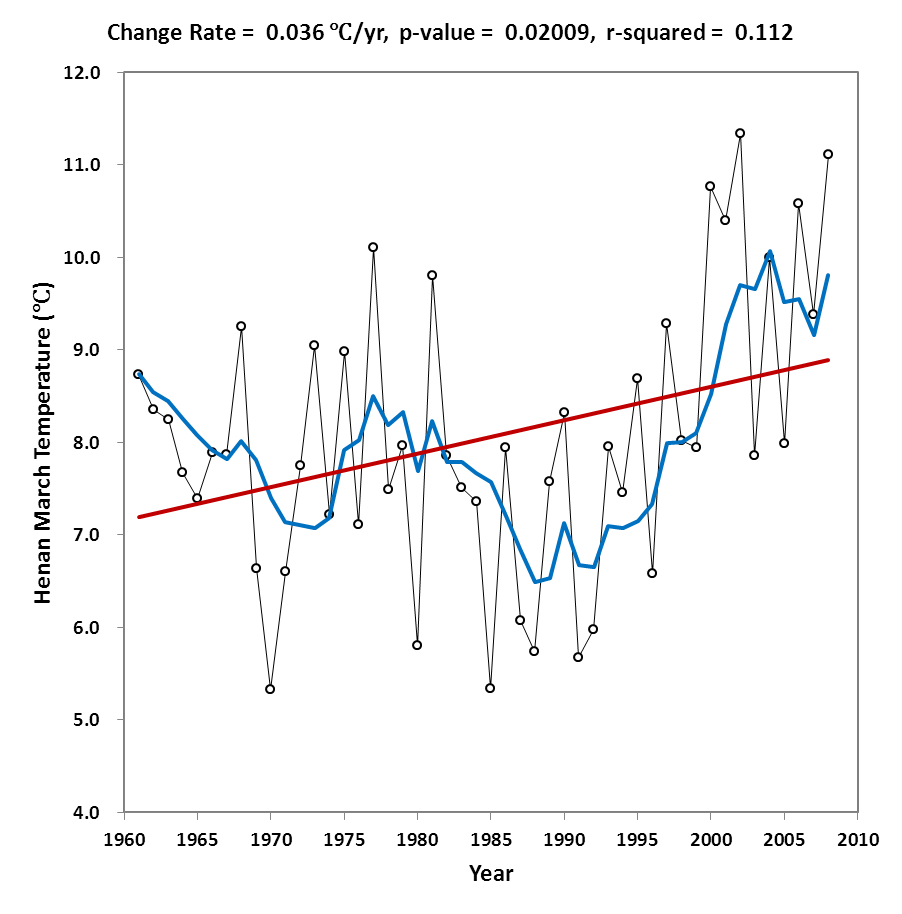 Change Rate = 0.036 ℃/yr, p-value = 0.02009, r-squared = 0.112
12.0
11.0
10.0
9.0
8.0
7.0
6.0
5.0
4.0
Henan March Temperature (℃)
1960 1965 1970 1975 1980 1985 1990 1995 2000 2005 2010
Year